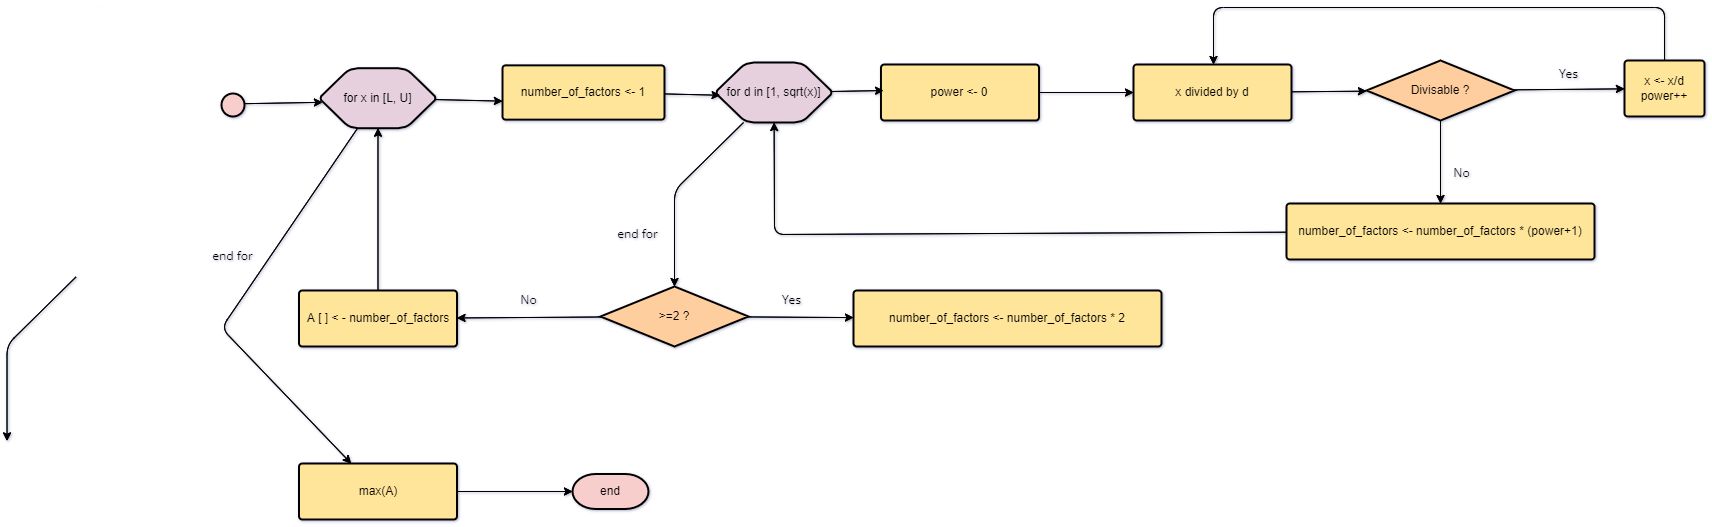 for x in [L, U]
number_of_factors <- 1
for d in [1, sqrt(x)]
power <- 0
x divided by d
Divisable ?
Yes
x <- x/d
power++
No
number_of_factors <- number_of_factors * (power+1)
end for
end for
A [ ] < - number_of_factors
No
>=2 ?
Yes
number_of_factors <- number_of_factors * 2
max(A)
end